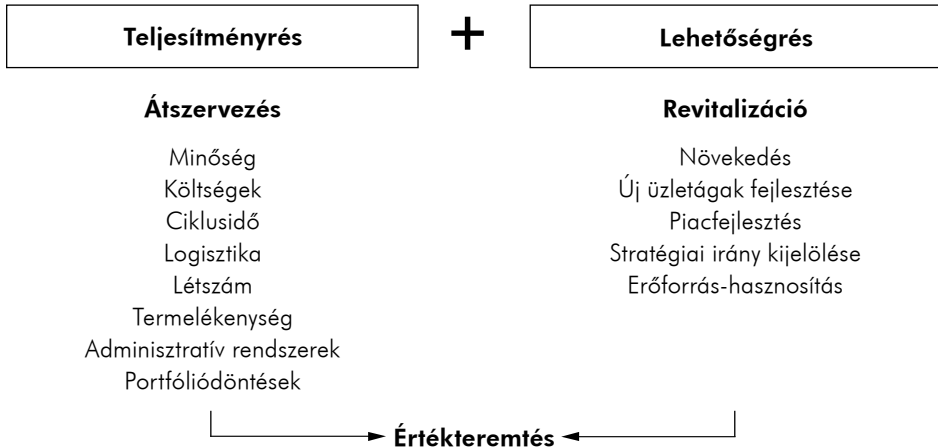 Teljesítményrés
+
Lehetőségrés
Átszervezés
Minőség
Költségek
Ciklusidő
Logisztika
Létszám
Termelékenység
Adminisztratív rendszerek
Portfóliódöntések
Revitalizáció
Növekedés
Új üzletágak fejlesztése
Piacfejlesztés
Stratégiai irány kijelölése
Erőforrás-hasznosítás
Értékteremtés